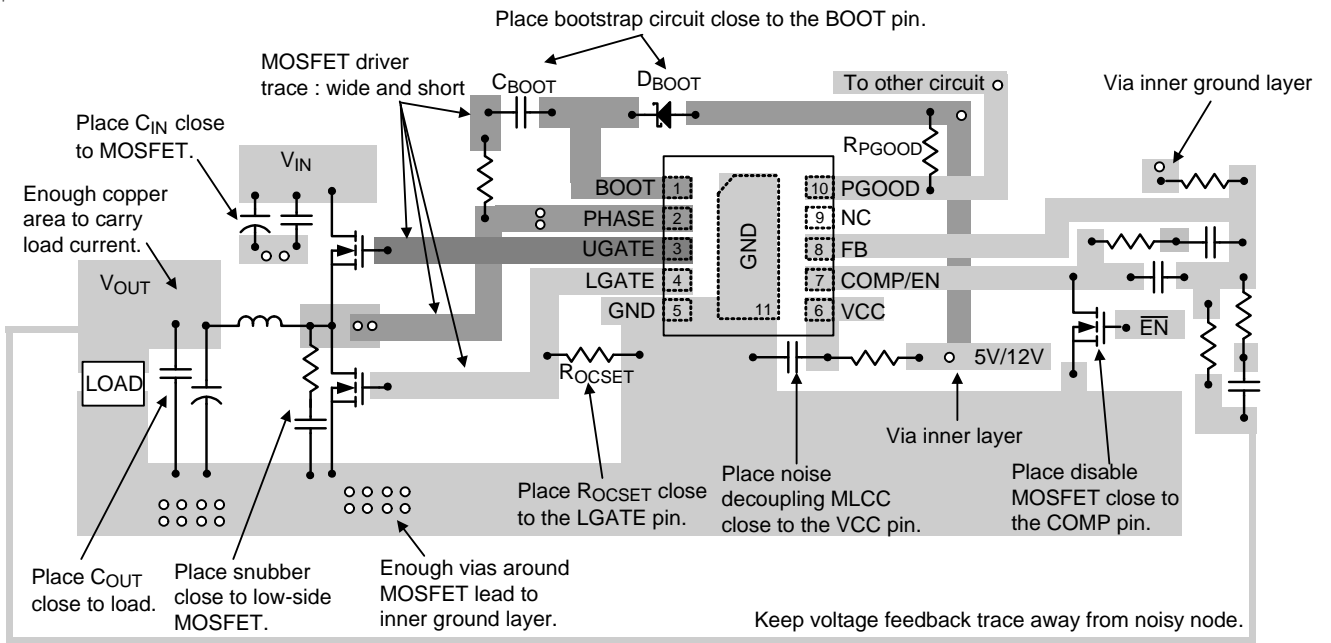 Place bootstrap circuit close to the BOOT pin.
MOSFET driver
trace : wide and short
CBOOT
DBOOT
To other circuit
Via inner ground layer
Place CIN close
to MOSFET.
VIN
RPGOOD
Enough copper
area to carry
load current.
BOOT 1
PHASE 2
UGATE 3
LGATE 4
GND 5
GND
11
10 PGOOD
9 NC
8 FB
7 COMP/EN
6 VCC
VOUT
EN
LOAD
ROCSET
5V/12V
Via inner layer
Place ROCSET close
to the LGATE pin.
Place noise
decoupling MLCC
close to the VCC pin.
Place disable
MOSFET close to
the COMP pin.
Place COUT
close to load.
Place snubber
close to low-side
MOSFET.
Enough vias around
MOSFET lead to
inner ground layer.
Keep voltage feedback trace away from noisy node.